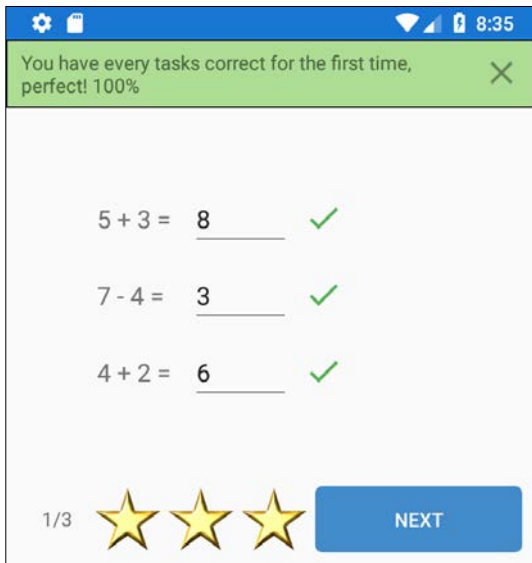 8:35
You have every tasks correct for the first time,
perfect! 100%
5 + 3 = 8
7 - 4 = 3
4 + 2 = 6
1/3 NEXT